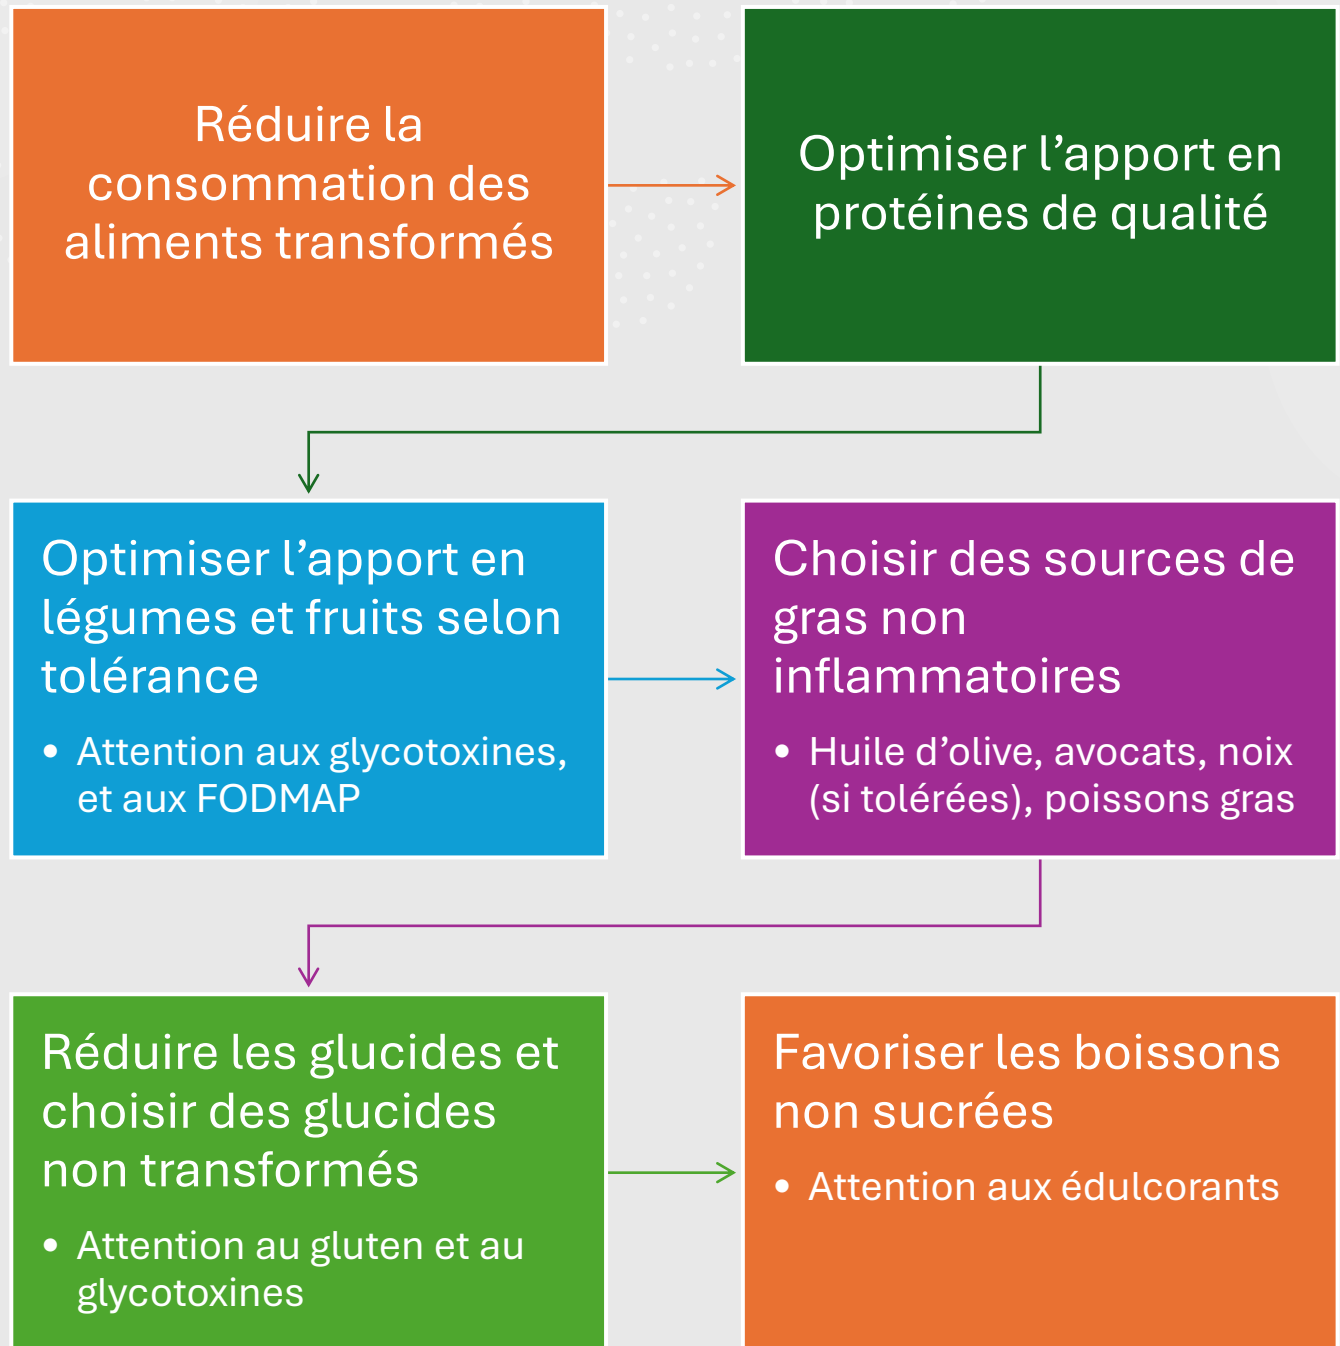 Réduire la
consommation des
aliments transformés
Optimiser l’apport en
protéines de qualité
Optimiser l’apport en
légumes et fruits selon
tolérance
• Attention aux glycotoxines,
et aux FODMAP
Choisir des sources de
gras non
inflammatoires
• Huile d’olive, avocats, noix
(si tolérées), poissons gras
Réduire les glucides et
choisir des glucides
non transformés
• Attention au gluten et au
glycotoxines
Favoriser les boissons
non sucrées
• Attention aux édulcorants